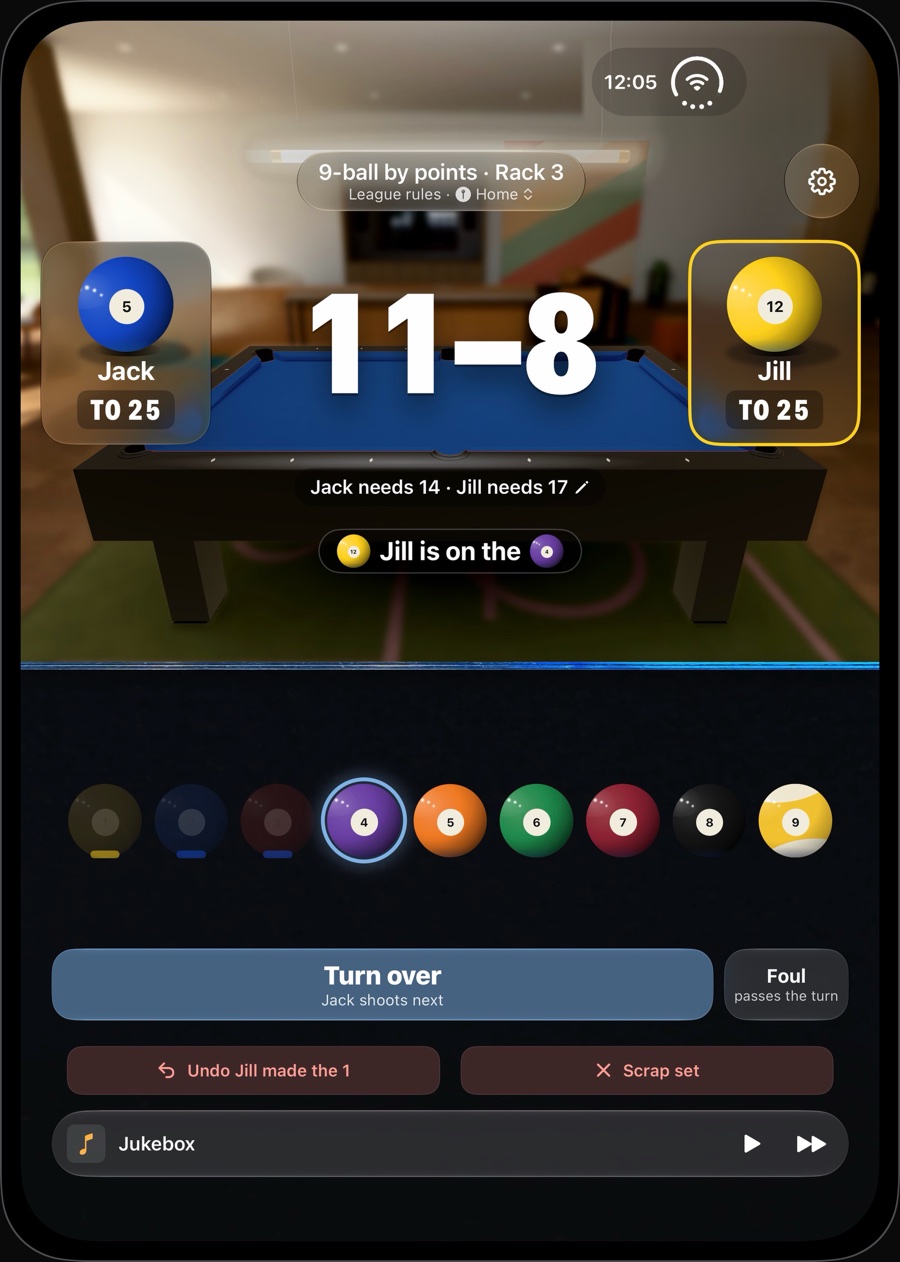 12:05
9-ball by points · Rack 3
League rules · Home
5
Jack
TO 25
11–8
12
Jill
TO 25
Jack needs 14 · Jill needs 17
12 Jill is on the 4
4 5 6 7 8 9
Turn over
Jack shoots next
Foul
passes the turn
Undo Jill made the 1
Scrap set
Jukebox